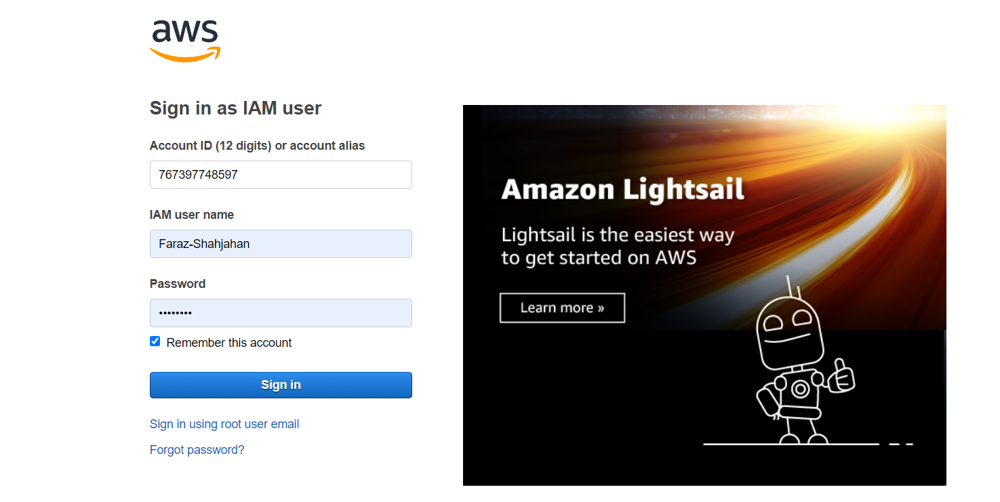 aws
Sign in as IAM user
Account ID (12 digits) or account alias
767397748597
IAM user name
Faraz-Shahjahan
Password
••••••••
Remember this account
Sign in
Sign in using root user email
Forgot password?
Amazon Lightsail
Lightsail is the easiest way
to get started on AWS
Learn more »